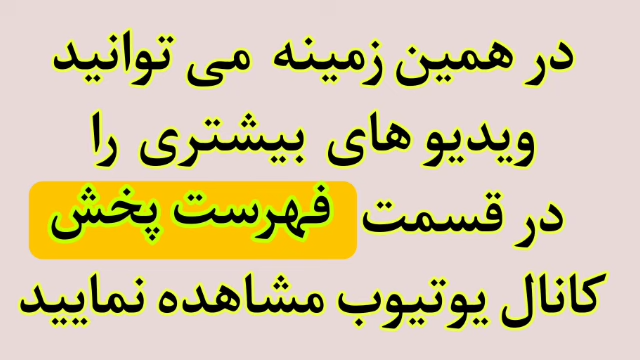 در همین زمینه می توانید
ویدیو های بیشتری را
در قسمت فهرست پخش
کانال یوتیوب مشاهده نمایید